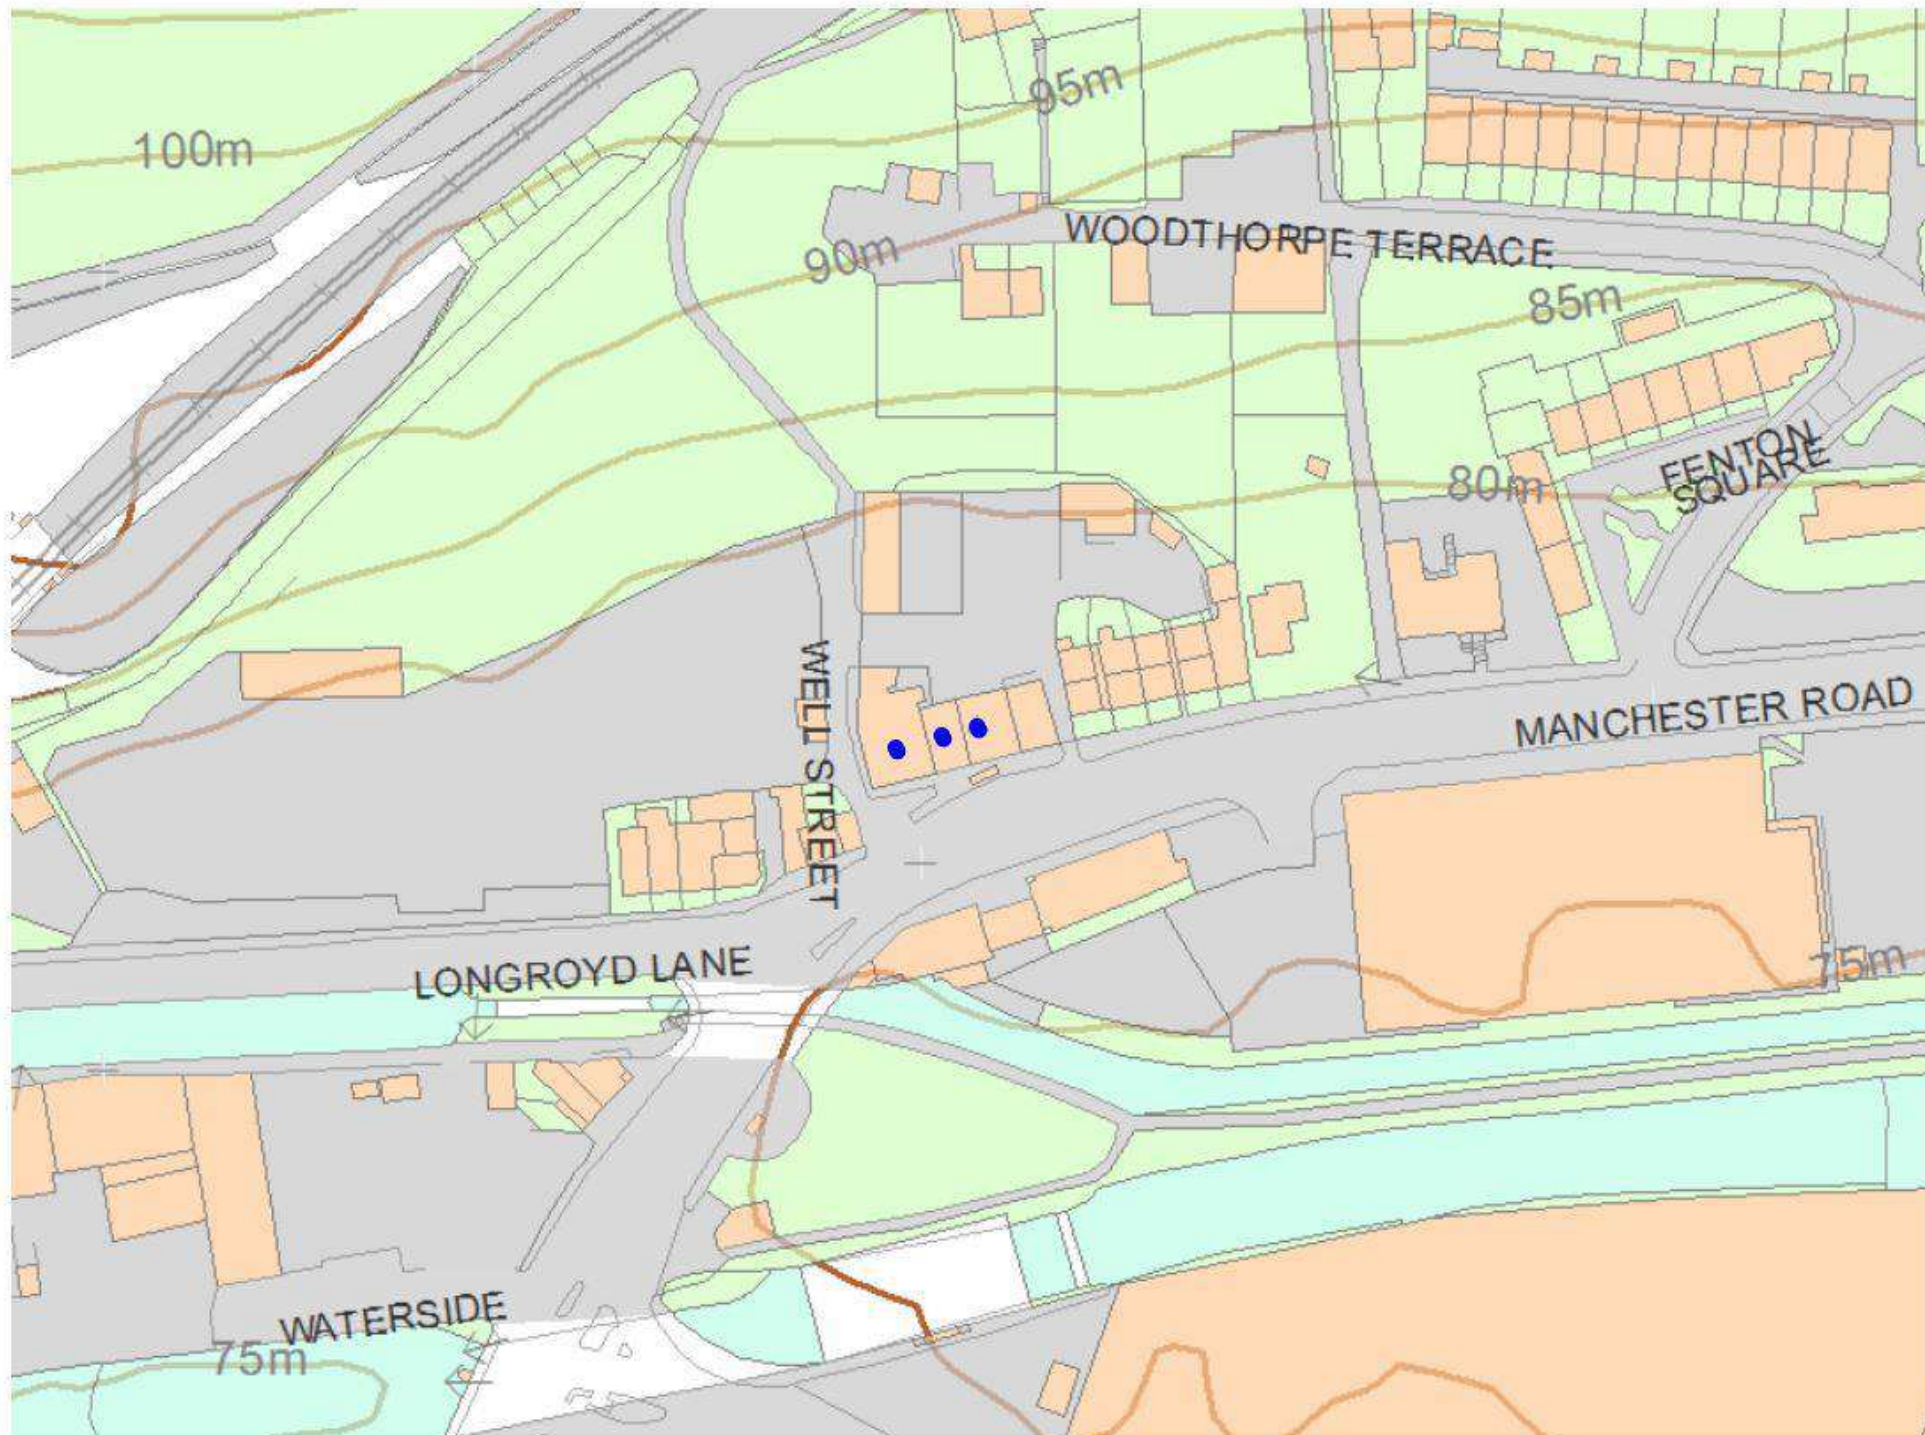 95m
100m
WOODTHORPE TERRACE
90m
85m
FENTON
SQUARE
80m
WELL STREET
MANCHESTER ROAD
75m
LONGROYD LANE
WATERSIDE
75m